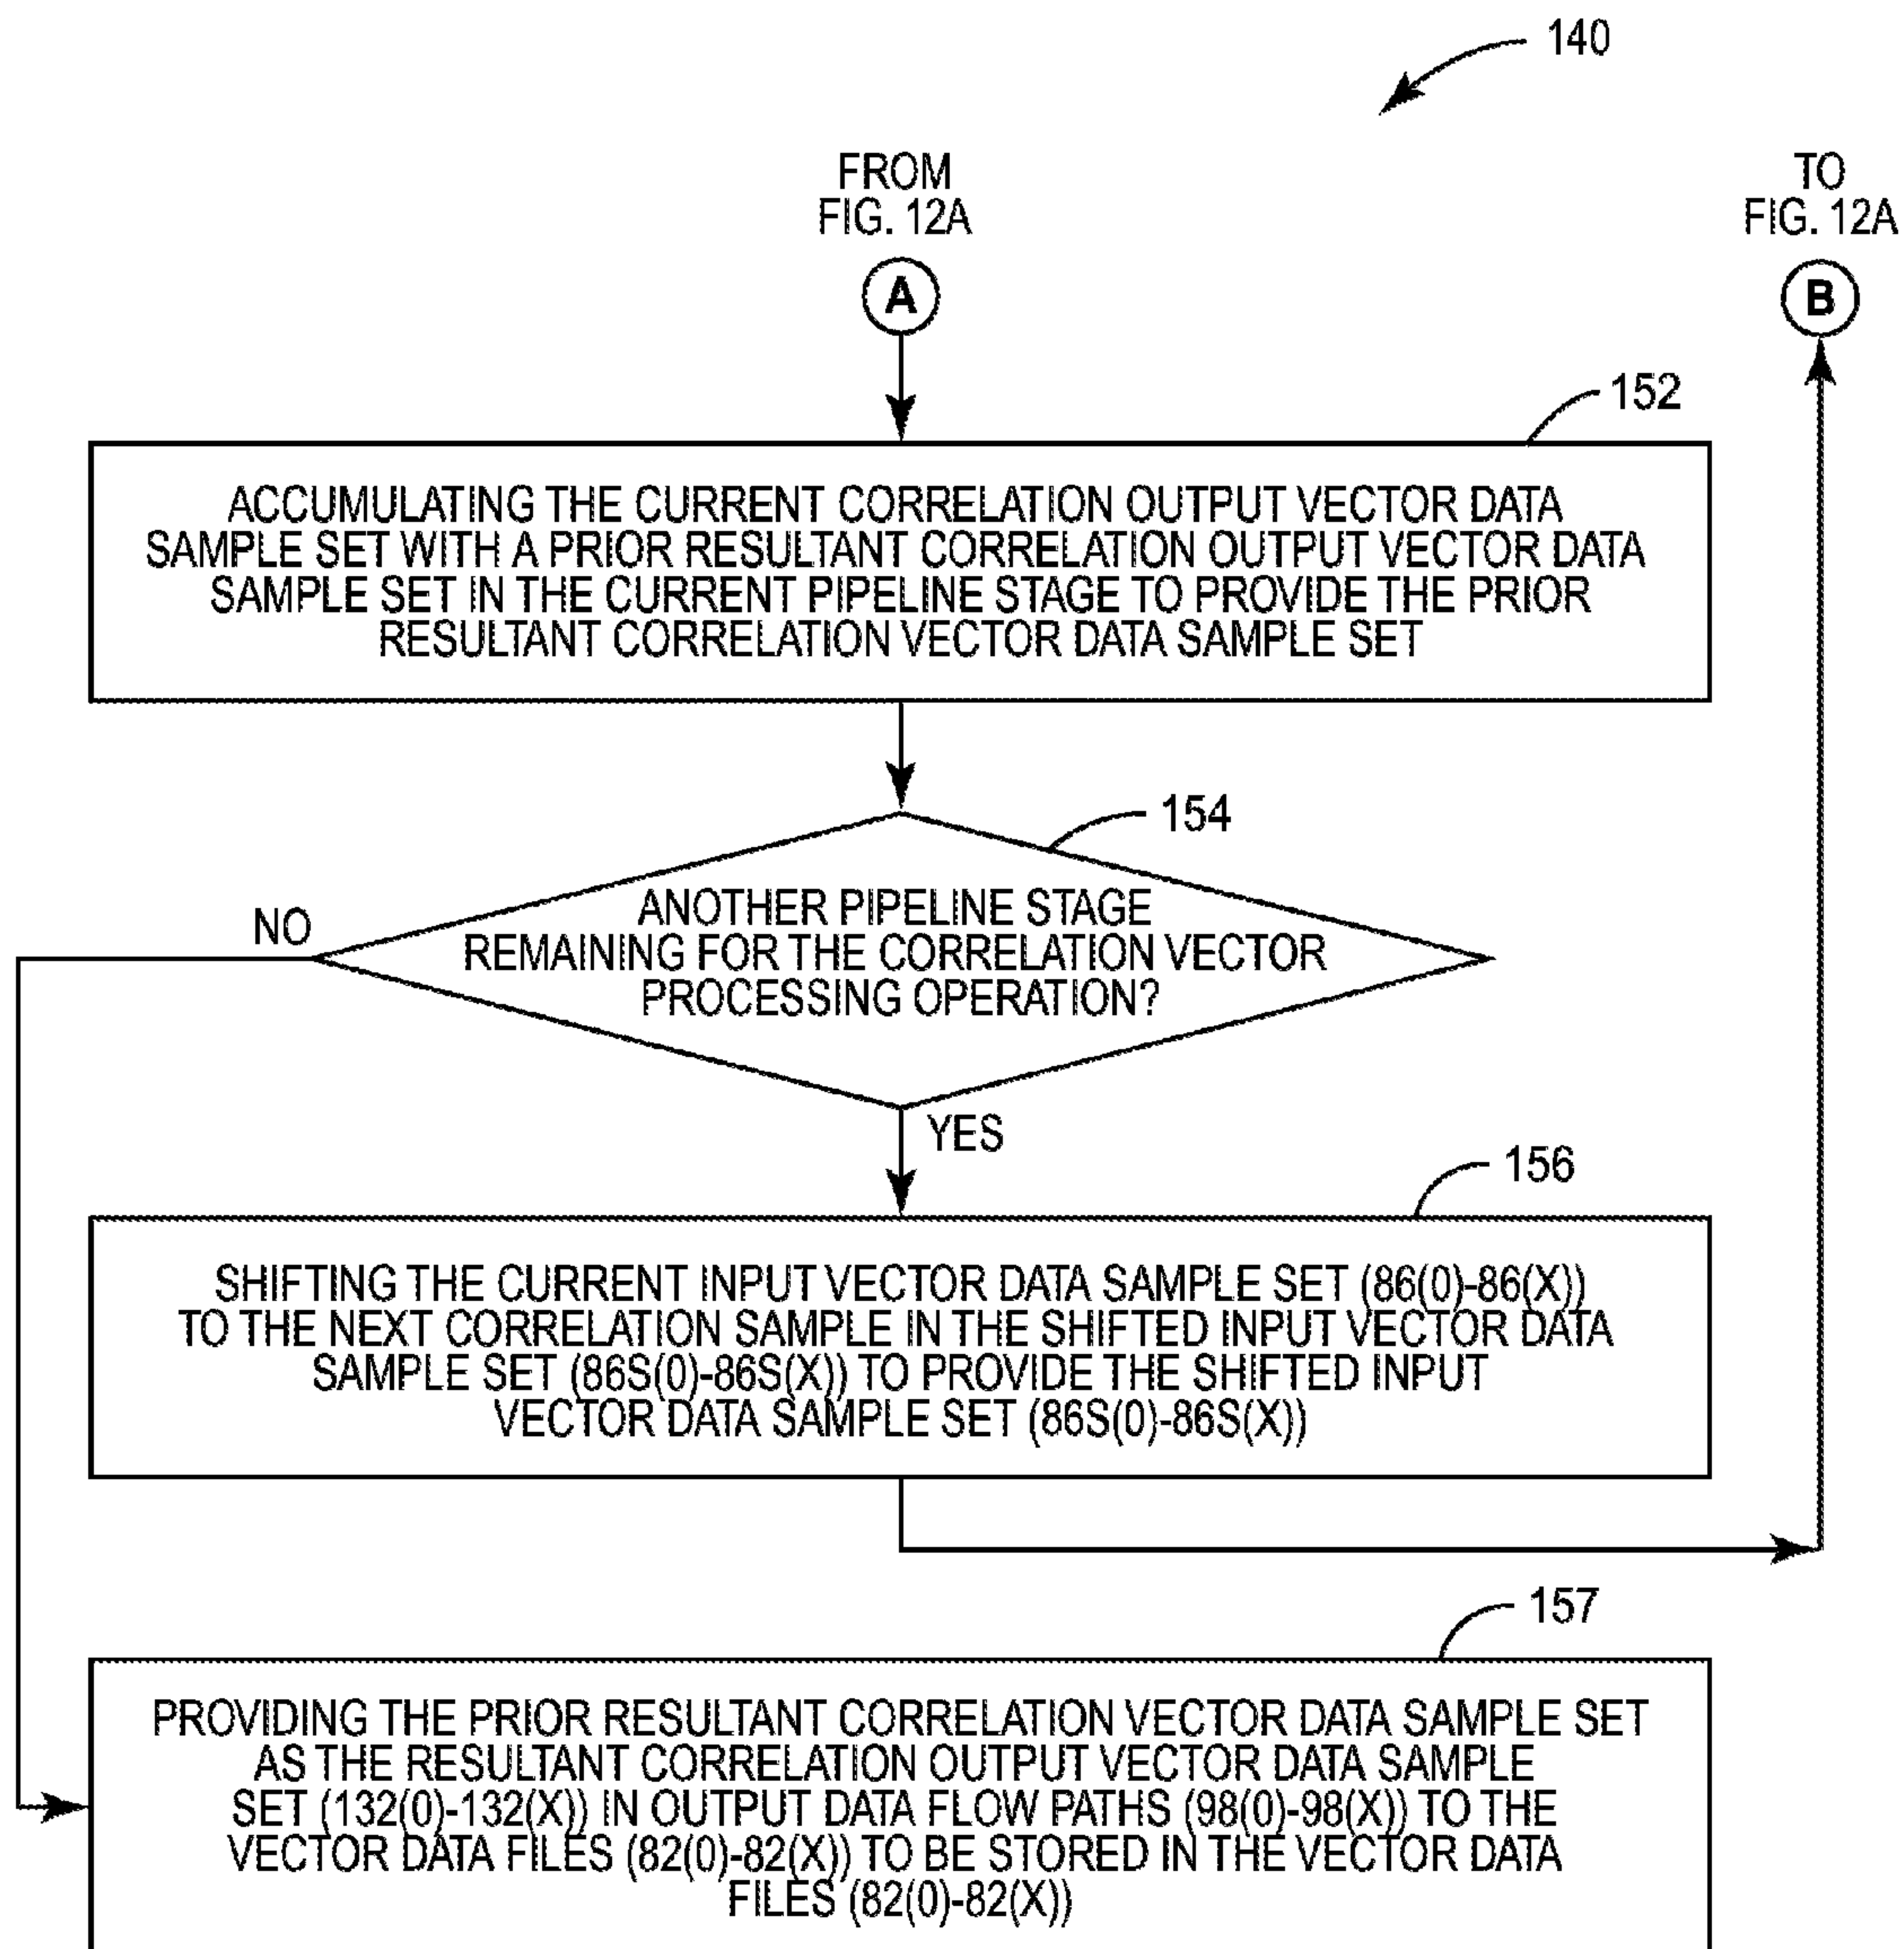 140
FROM
FIG. 12A
A
TO
FIG. 12A
B
152
ACCUMULATING THE CURRENT CORRELATION OUTPUT VECTOR DATA
SAMPLE SET WITH A PRIOR RESULTANT CORRELATION OUTPUT VECTOR DATA
SAMPLE SET IN THE CURRENT PIPELINE STAGE TO PROVIDE THE PRIOR
RESULTANT CORRELATION VECTOR DATA SAMPLE SET
154
ANOTHER PIPELINE STAGE
REMAINING FOR THE CORRELATION VECTOR
PROCESSING OPERATION?
NO
YES
156
SHIFTING THE CURRENT INPUT VECTOR DATA SAMPLE SET (86(0)-86(X))
TO THE NEXT CORRELATION SAMPLE IN THE SHIFTED INPUT VECTOR DATA
SAMPLE SET (86S(0)-86S(X)) TO PROVIDE THE SHIFTED INPUT
VECTOR DATA SAMPLE SET (86S(0)-86S(X))
157
PROVIDING THE PRIOR RESULTANT CORRELATION VECTOR DATA SAMPLE SET
AS THE RESULTANT CORRELATION OUTPUT VECTOR DATA SAMPLE
SET (132(0)-132(X)) IN OUTPUT DATA FLOW PATHS (98(0)-98(X)) TO THE
VECTOR DATA FILES (82(0)-82(X)) TO BE STORED IN THE VECTOR DATA
FILES (82(0)-82(X))